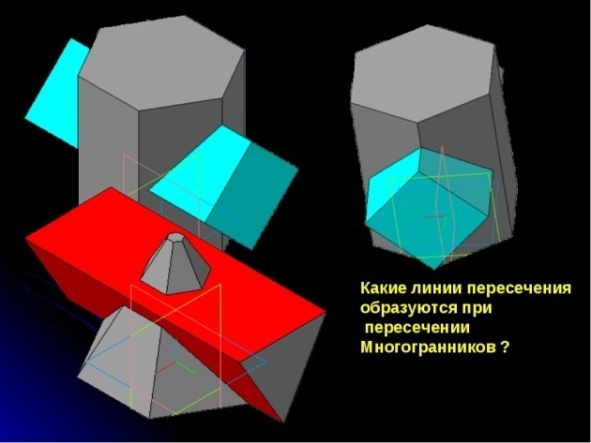 Какие линии пересечения
образуются при
пересечении
Многогранников ?